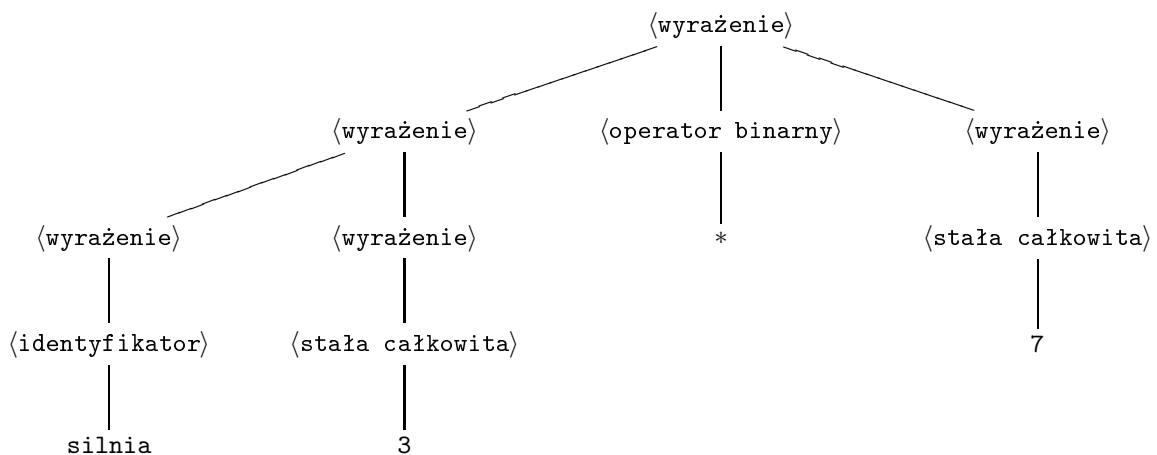 ⟨wyrażenie⟩
⟨wyrażenie⟩ ⟨operator binarny⟩ ⟨wyrażenie⟩
⟨wyrażenie⟩ ⟨wyrażenie⟩ * ⟨stała całkowita⟩
⟨identyfikator⟩ ⟨stała całkowita⟩ 7
silnia 3